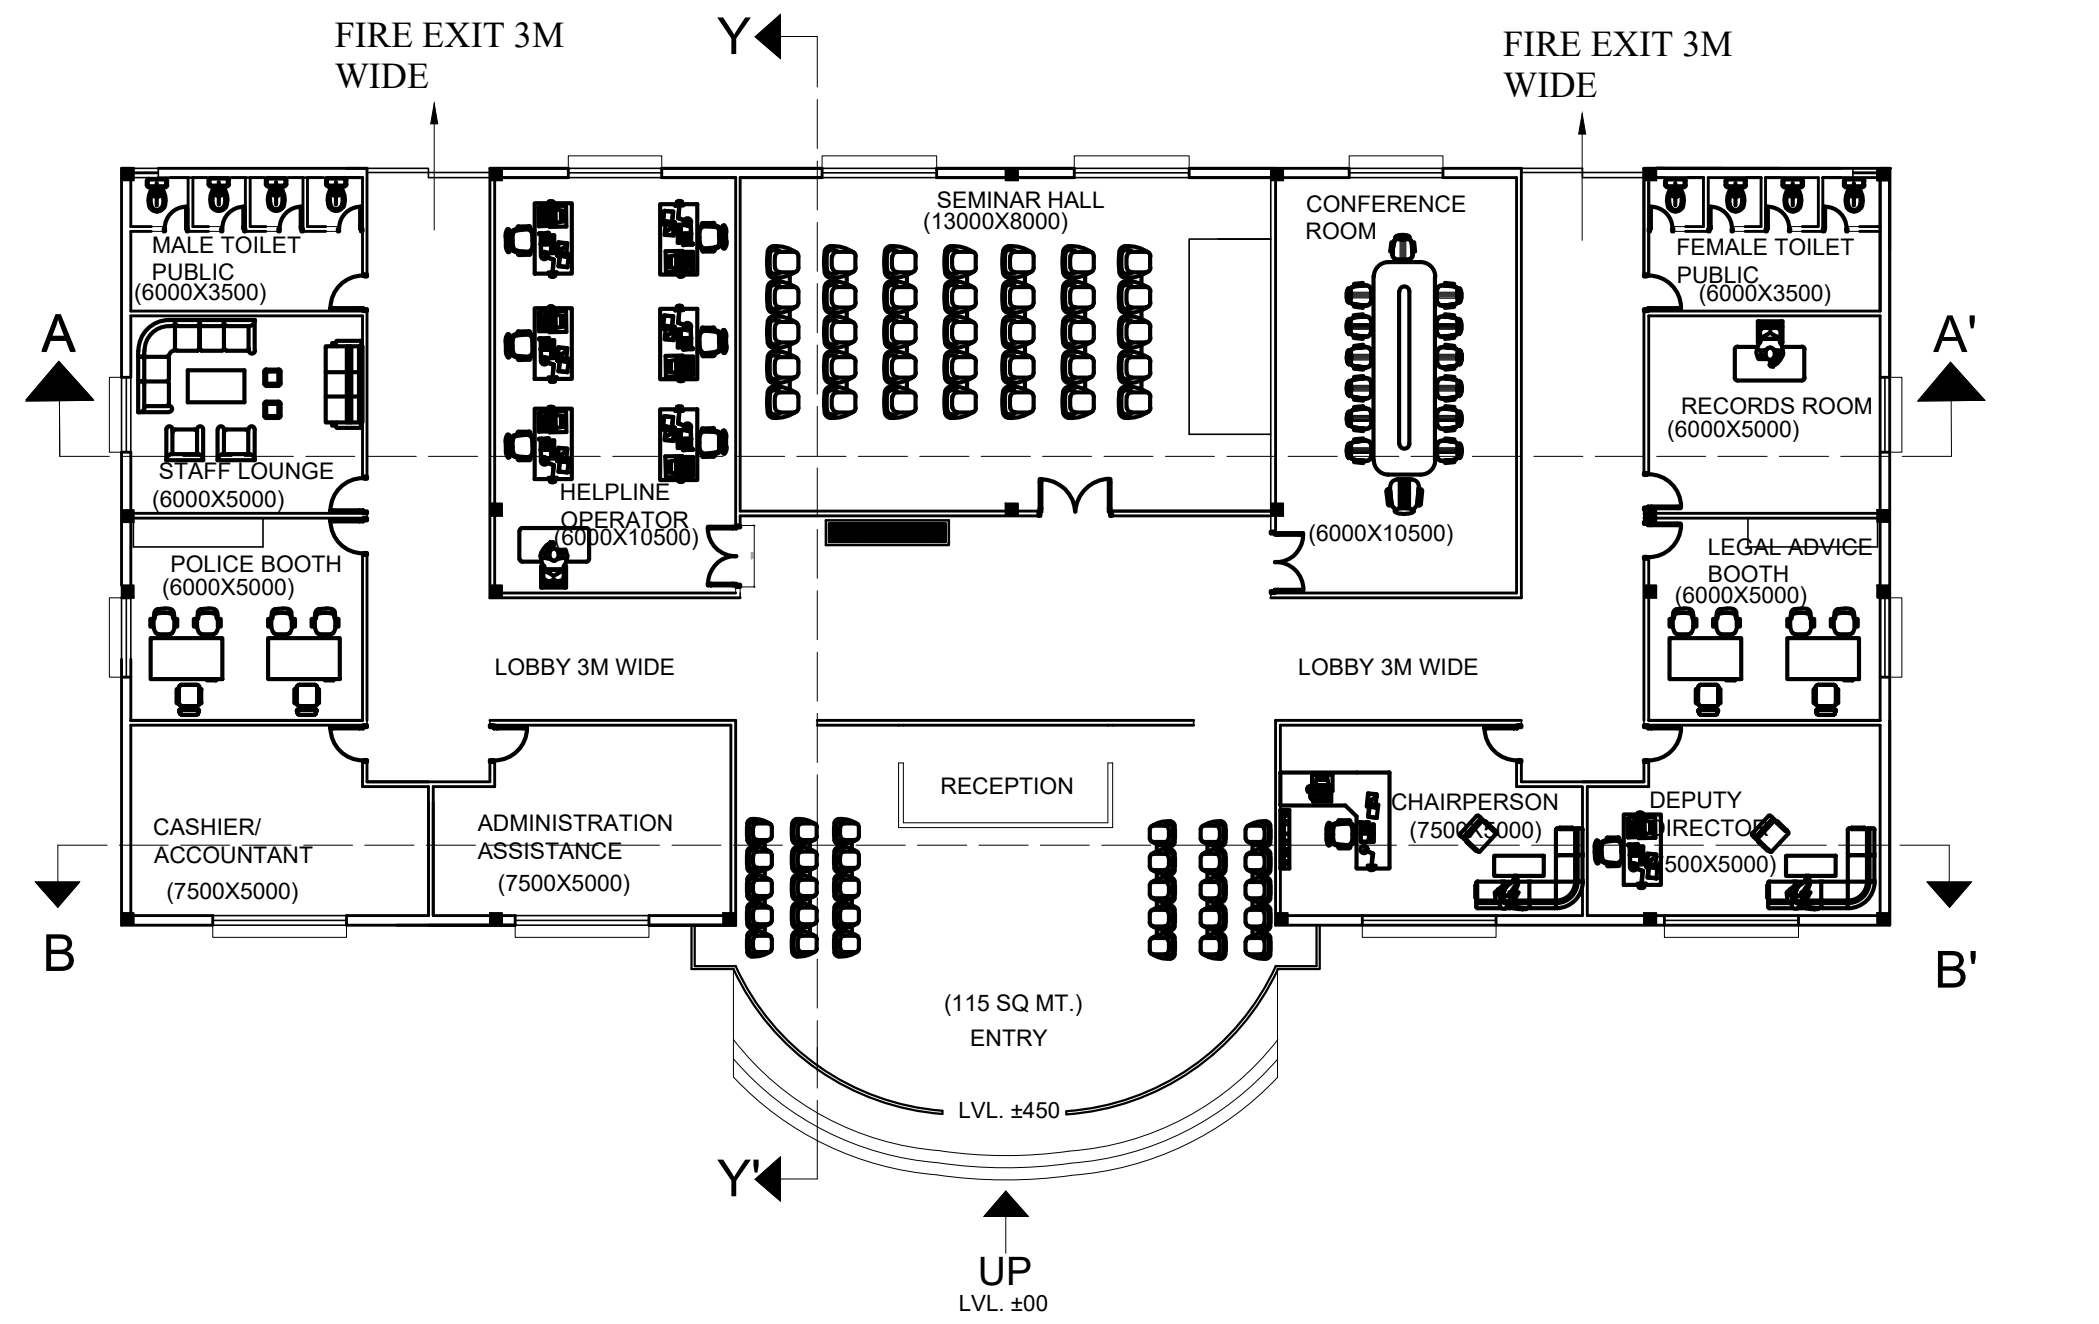 FIRE EXIT 3M
WIDE
Y
FIRE EXIT 3M
WIDE
MALE TOILET
PUBLIC
(6000X3500)
SEMINAR HALL
(13000X8000)
CONFERENCE
ROOM
FEMALE TOILET
PUBLIC
(6000X3500)
A
A'
STAFF LOUNGE
(6000X5000)
HELPLINE
OPERATOR
(6000X10500)
(6000X10500)
RECORDS ROOM
(6000X5000)
POLICE BOOTH
(6000X5000)
LEGAL ADVICE
BOOTH
(6000X5000)
LOBBY 3M WIDE
LOBBY 3M WIDE
CASHIER/
ACCOUNTANT
(7500X5000)
ADMINISTRATION
ASSISTANCE
(7500X5000)
RECEPTION
CHAIRPERSON
(7500X5000)
DEPUTY
DIRECTOR
500X5000)
B
B'
(115 SQ MT.)
ENTRY
LVL. ±450
Y'
UP
LVL. ±00